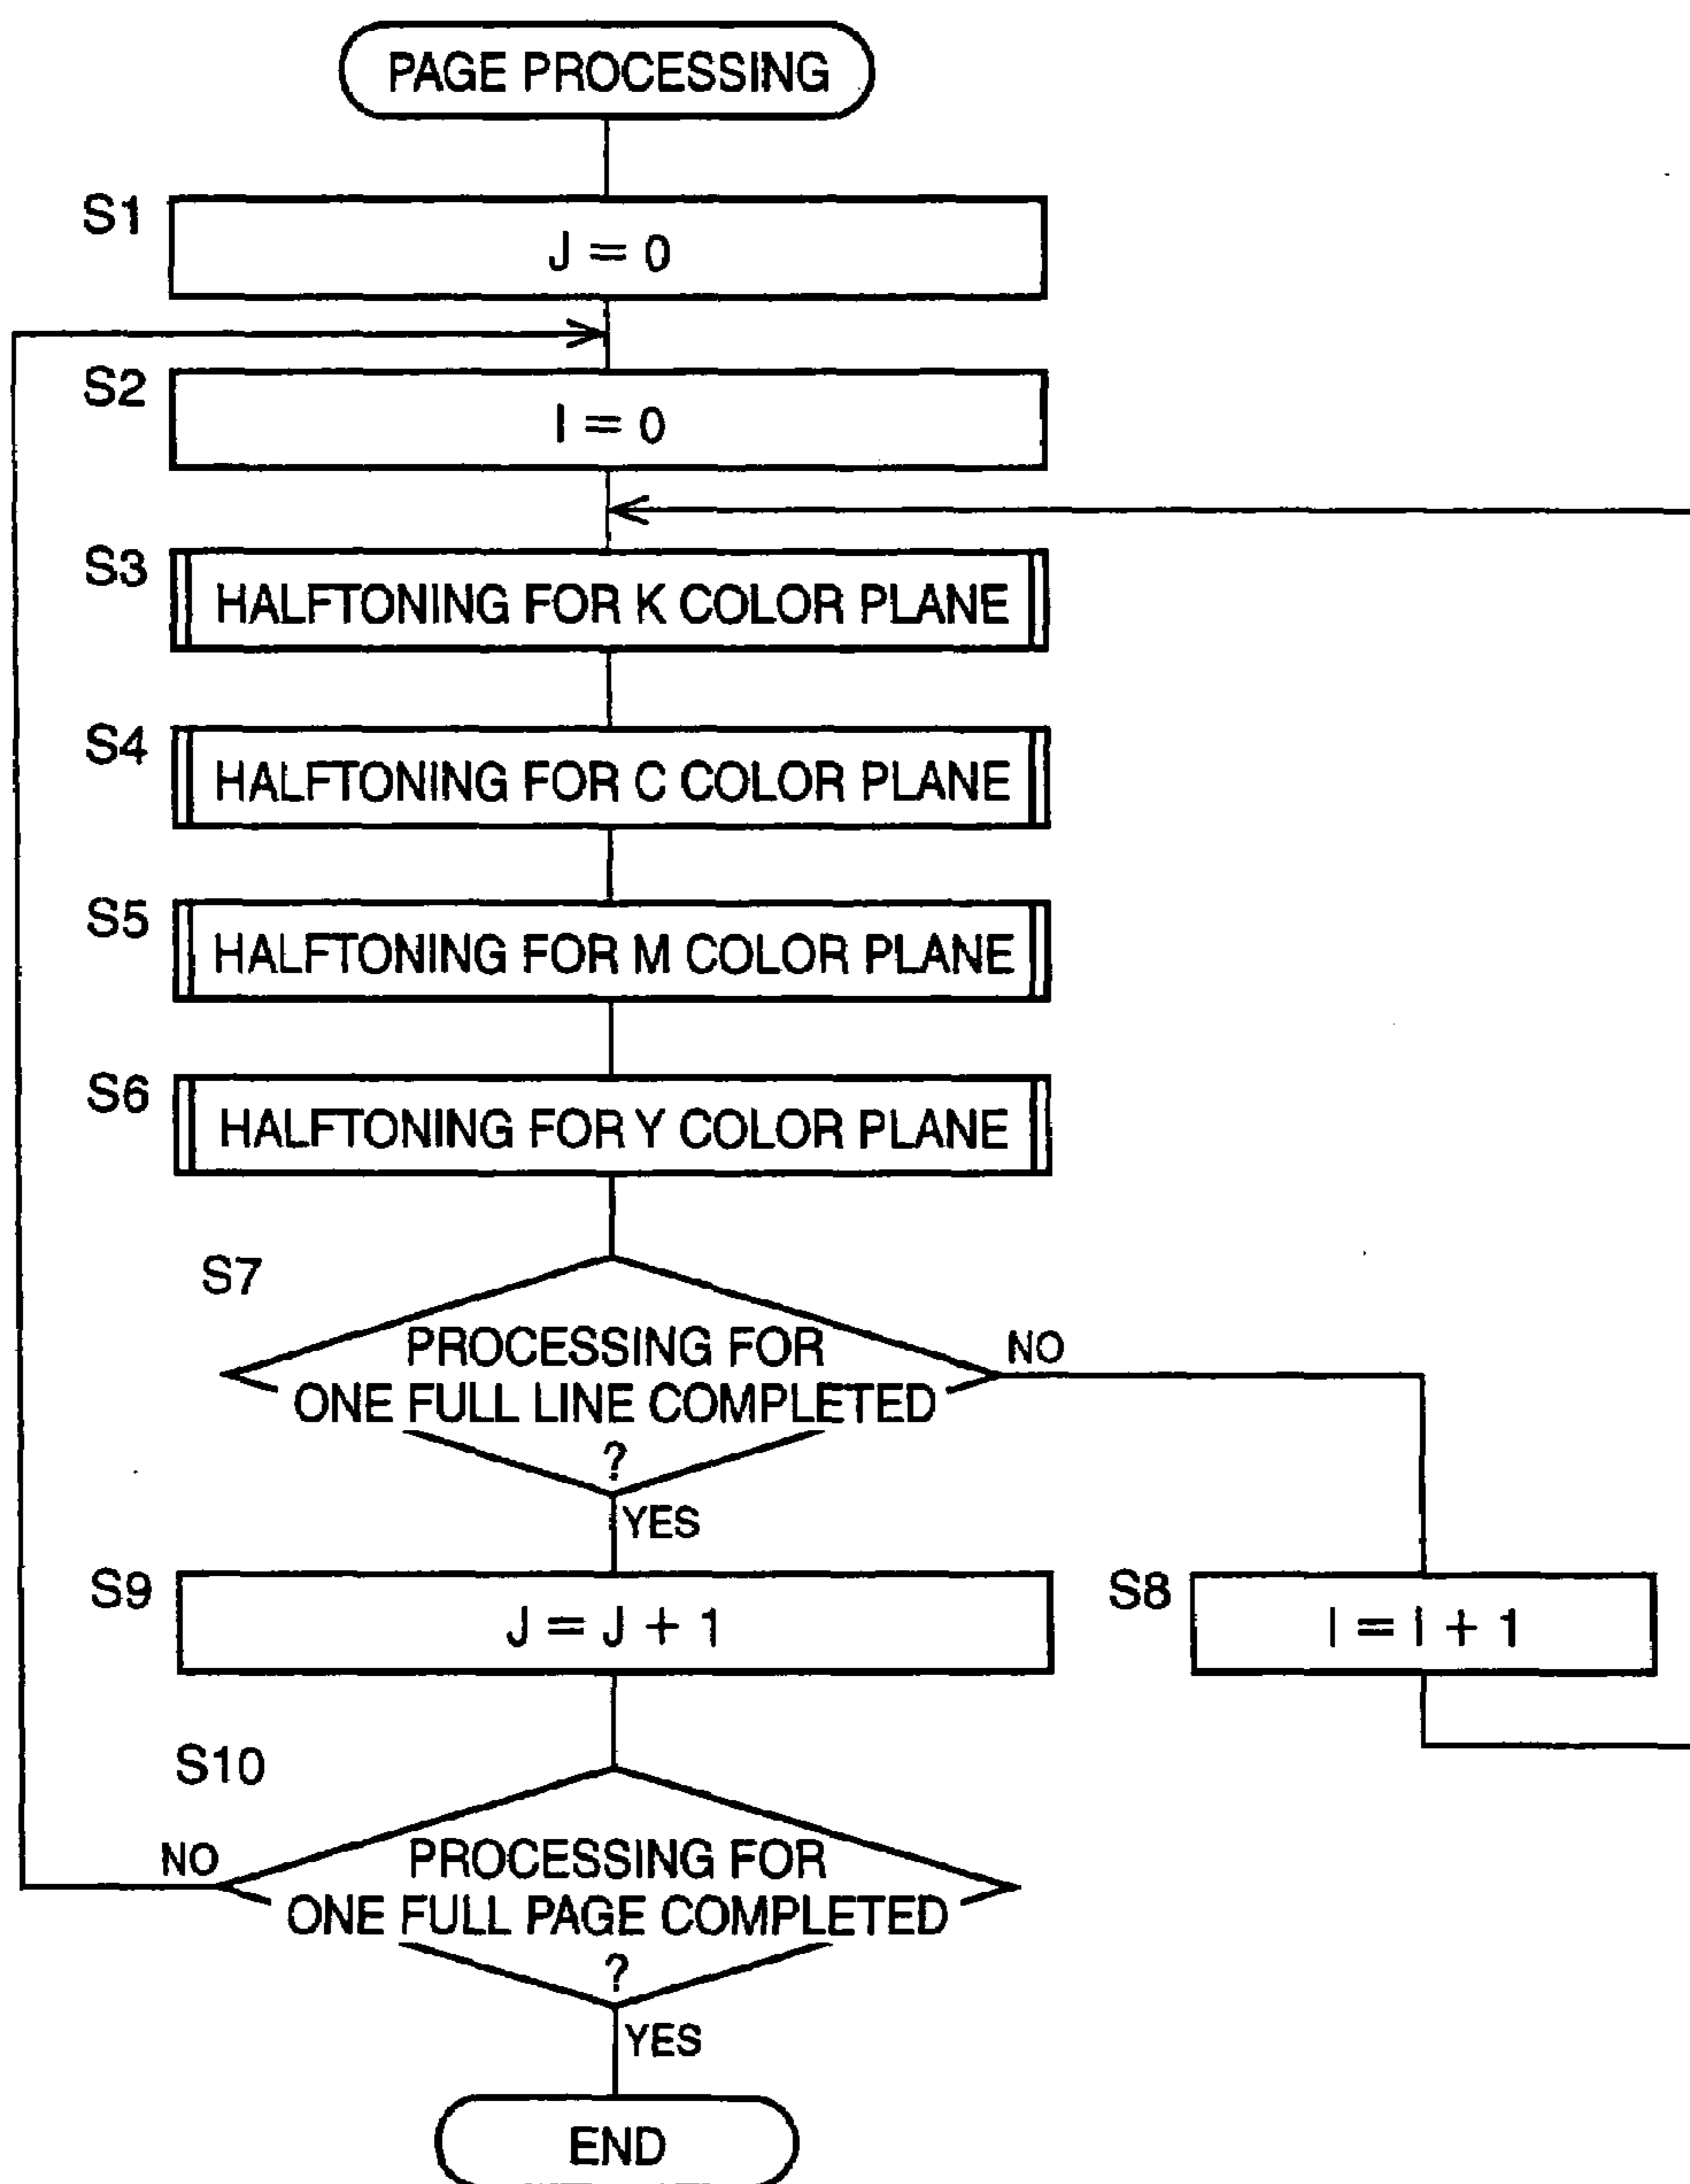 PAGE PROCESSING
S1
J = 0
S2
I = 0
S3
HALFTONING FOR K COLOR PLANE
S4
HALFTONING FOR C COLOR PLANE
S5
HALFTONING FOR M COLOR PLANE
S6
HALFTONING FOR Y COLOR PLANE
S7
PROCESSING FOR
ONE FULL LINE COMPLETED
?
NO
YES
S9
J = J + 1
S8
I = I + 1
S10
PROCESSING FOR
ONE FULL PAGE COMPLETED
?
NO
YES
END